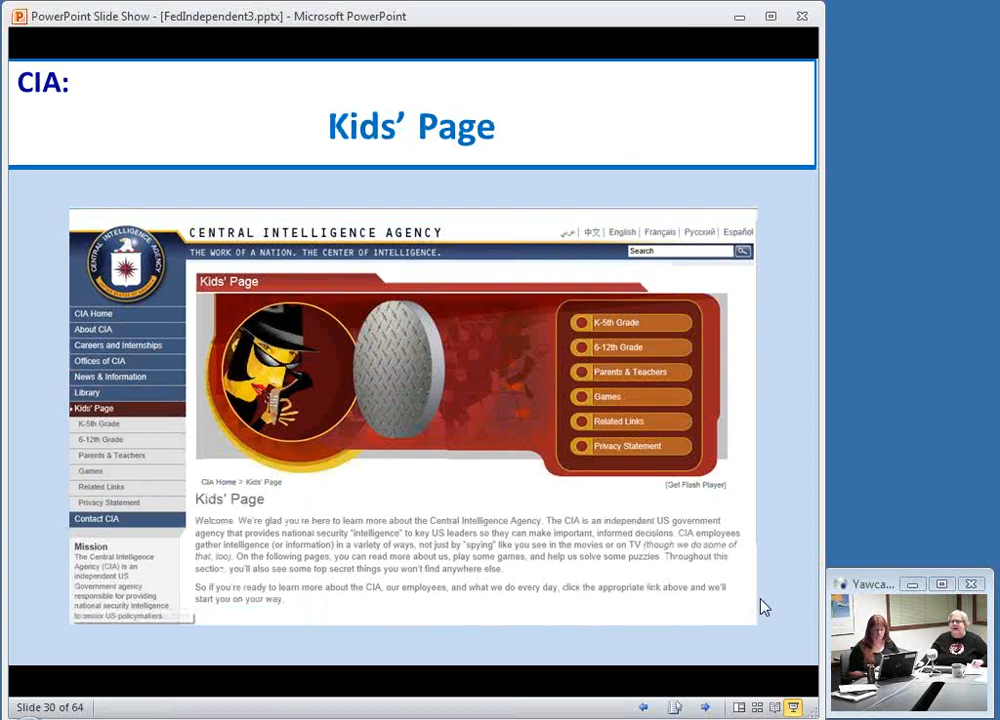 PowerPoint Slide Show - [FedIndependent3.pptx] - Microsoft PowerPoint
CIA:
Kids' Page
CENTRAL INTELLIGENCE AGENCY
عربي | 中文 | English | Français | Русский | Español
THE WORK OF A NATION. THE CENTER OF INTELLIGENCE.
Search
CENTRAL INTELLIGENCE AGENCY
UNITED STATES OF AMERICA
CIA Home
About CIA
Careers and Internships
Offices of CIA
News & Information
Library
Kids' Page
K-5th Grade
6-12th Grade
Parents & Teachers
Games
Related Links
Privacy Statement
Contact CIA
Mission
The Central Intelligence
Agency (CIA) is an
independent US
Government agency
responsible for providing
national security intelligence
to senior US policymakers.
Kids' Page
K-5th Grade
6-12th Grade
Parents & Teachers
Games
Related Links
Privacy Statement
CIA Home > Kids' Page
[Get Flash Player]
Kids' Page
Welcome. We're glad you're here to learn more about the Central Intelligence Agency. The CIA is an independent US government
agency that provides national security "intelligence" to key US leaders so they can make important, informed decisions. CIA employees
gather intelligence (or information) in a variety of ways, not just by "spying" like you see in the movies or on TV (though we do some of
that, too). On the following pages, you can read more about us, play some games, and help us solve some puzzles. Throughout this
section, you'll also see some top secret things you won't find anywhere else.
So if you're ready to learn more about the CIA, our employees, and what we do every day, click the appropriate link above and we'll
start you on your way.
Slide 30 of 64
Yawca...